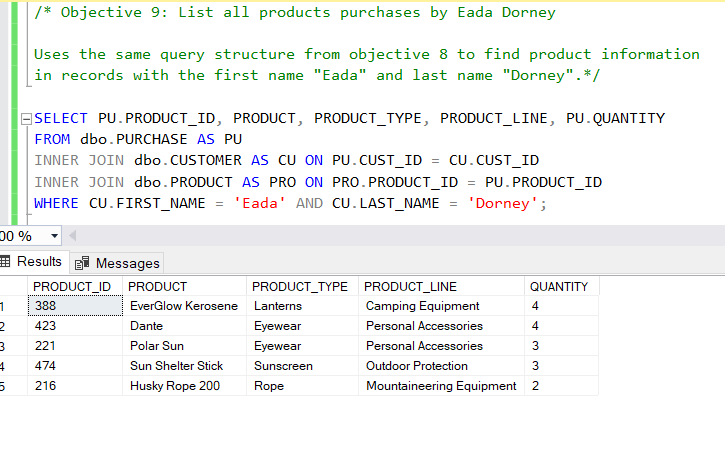 /* Objective 9: List all products purchases by Eada Dorney
Uses the same query structure from objective 8 to find product information
in records with the first name "Eada" and last name "Dorney".*/
SELECT PU.PRODUCT_ID, PRODUCT, PRODUCT_TYPE, PRODUCT_LINE, PU.QUANTITY
FROM dbo.PURCHASE AS PU
INNER JOIN dbo.CUSTOMER AS CU ON PU.CUST_ID = CU.CUST_ID
INNER JOIN dbo.PRODUCT AS PRO ON PRO.PRODUCT_ID = PU.PRODUCT_ID
WHERE CU.FIRST_NAME = 'Eada' AND CU.LAST_NAME = 'Dorney';
00 %
Results Messages
PRODUCT_ID PRODUCT PRODUCT_TYPE PRODUCT_LINE QUANTITY
1 388 EverGlow Kerosene Lanterns Camping Equipment 4
2 423 Dante Eyewear Personal Accessories 4
3 221 Polar Sun Eyewear Personal Accessories 3
4 474 Sun Shelter Stick Sunscreen Outdoor Protection 3
5 216 Husky Rope 200 Rope Mountaineering Equipment 2